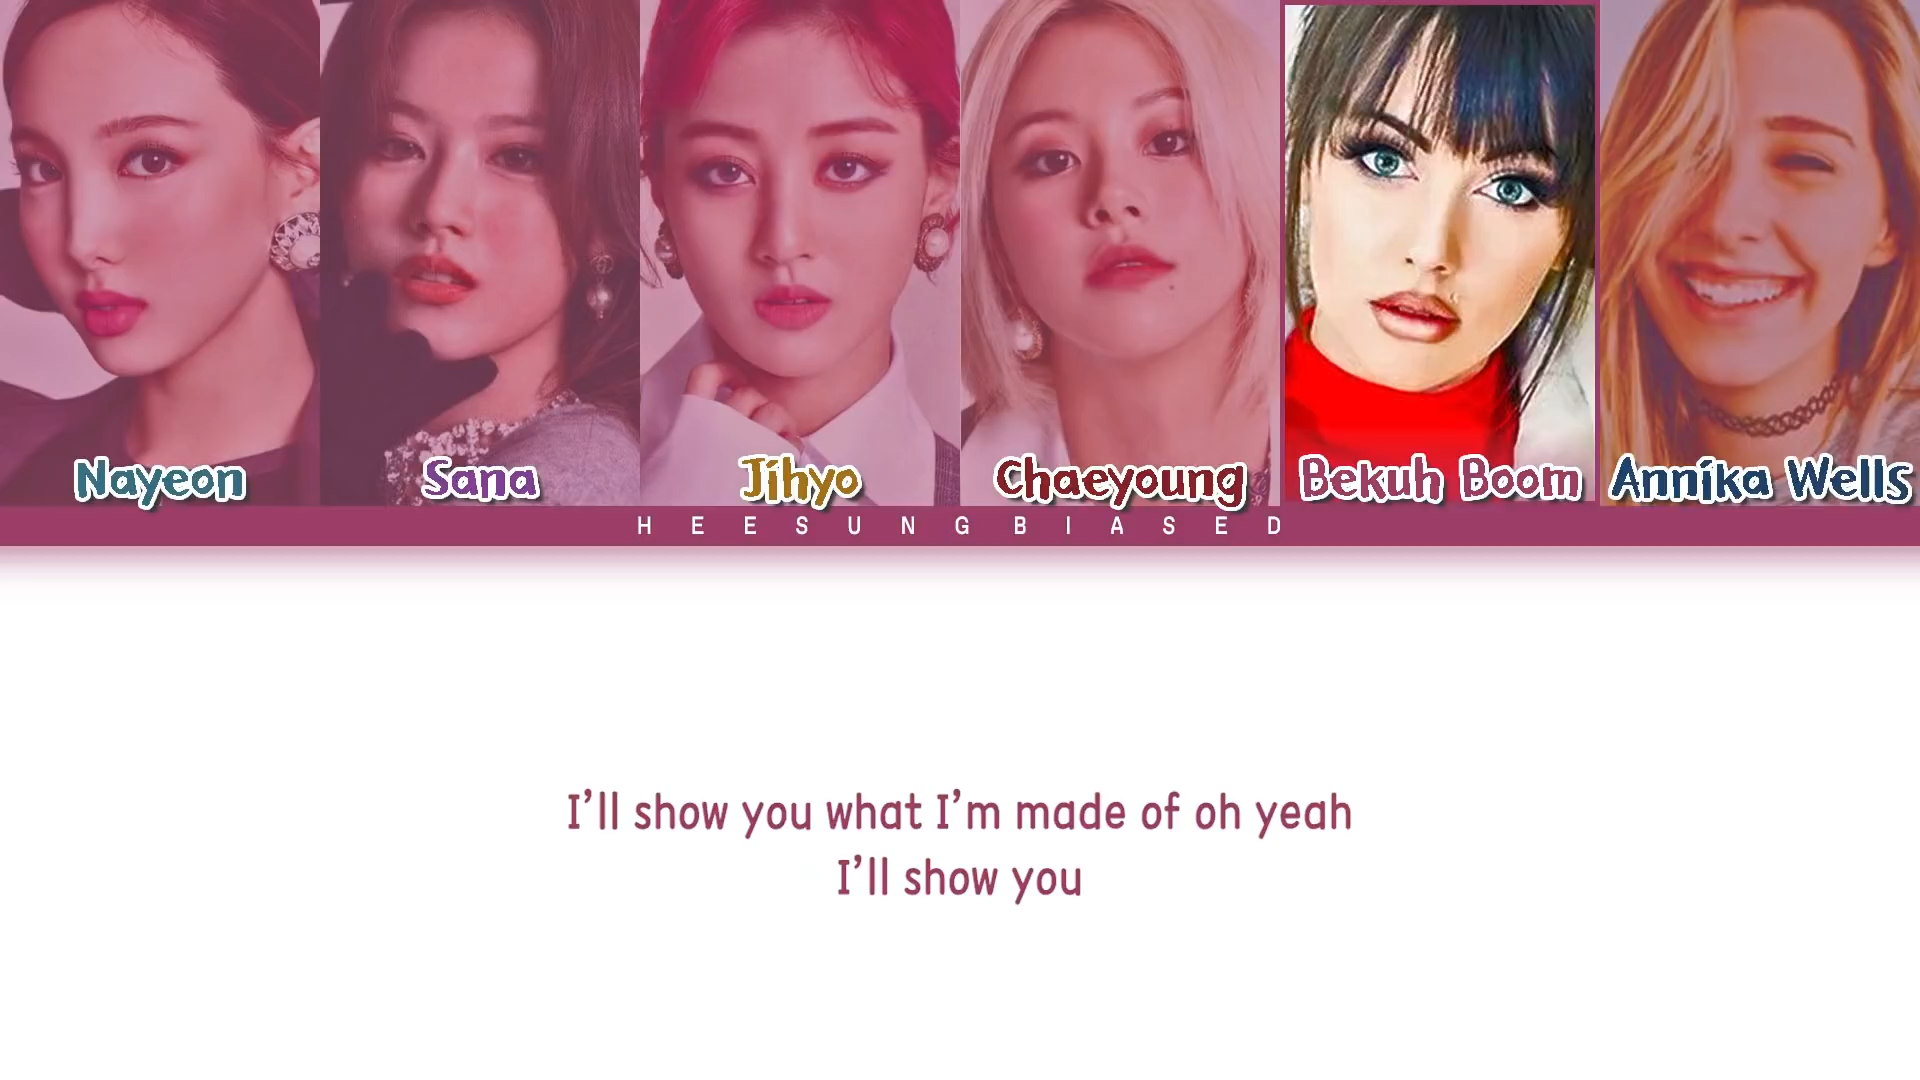 Nayeon Sana Jihyo Chaeyoung Bekuh Boom Annika Wells
HEESUNGBIASED
I'll show you what I'm made of oh yeah
I'll show you